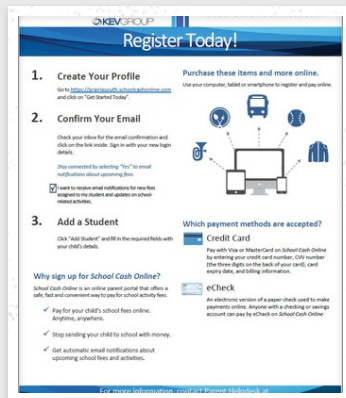 KEVGROUP
Register Today!
1. Create Your Profile
Go to https://prairiesouth.schoolcashonline.com
and click on "Get Started Today".
2. Confirm Your Email
Check your inbox for the email confirmation and
click on the link inside. Sign in with your new login
details.
Stay connected by selecting "Yes" to email
notifications about upcoming fees.
I want to receive email notifications for new fees
assigned to my student and updates on school-
related activities.
3. Add a Student
Click "Add Student" and fill in the required fields with
your child's details.
Why sign up for School Cash Online?
School Cash Online is an online parent portal that offers a
safe, fast and convenient way to pay for school activity fees.
Pay for your child's school fees online.
Anytime, anywhere.
Stop sending your child to school with money.
Get automatic email notifications about
upcoming school fees and activities.
Purchase these items and more online.
Use your computer, tablet or smartphone to register and pay online.
Which payment methods are accepted?
Credit Card
Pay with Visa or MasterCard on School Cash Online
by entering your credit card number, CVV number
(the three digits on the back of your card), card
expiry date, and billing information.
eCheck
An electronic version of a paper check used to make
payments online. Anyone with a checking or savings
account can pay by eCheck on School Cash Online.
For more information, contact Parent Helpdesk at